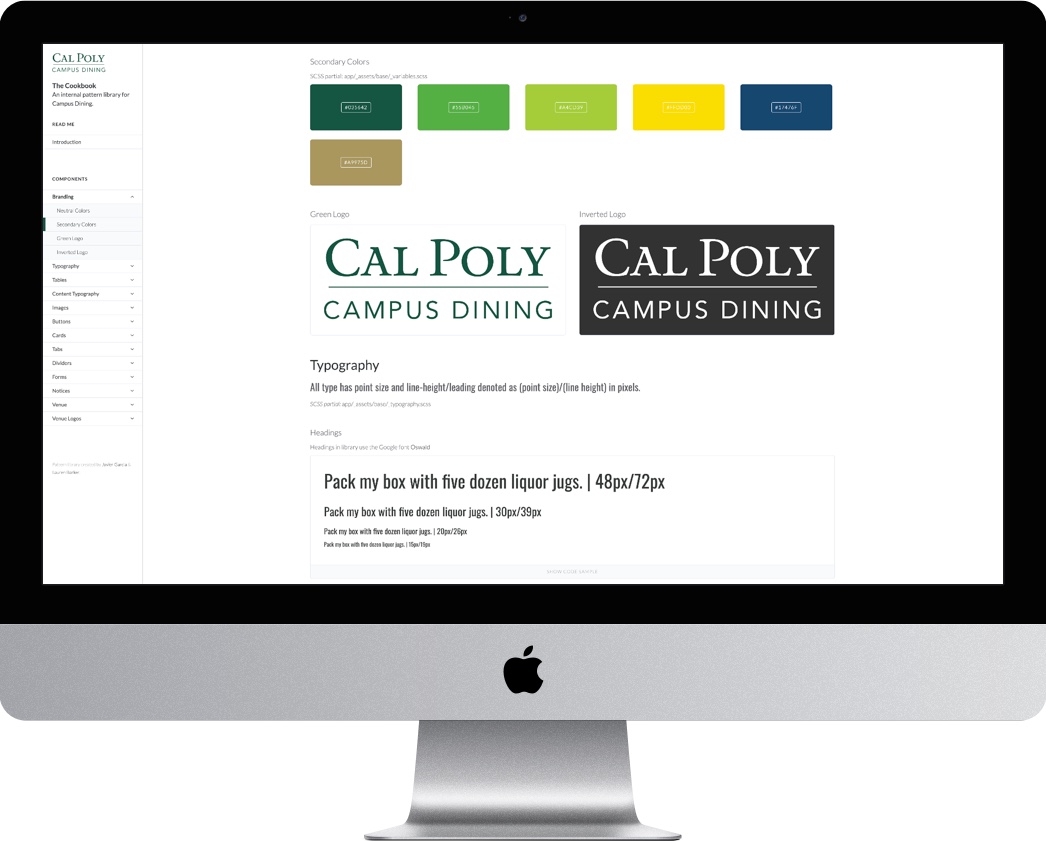 CAL POLY
CAMPUS DINING
The Cookbook
An internal pattern library for
Campus Dining.
READ ME
Introduction
COMPONENTS
Branding
Neutral Colors
Secondary Colors
Green Logo
Inverted Logo
Typography
Tables
Content Typography
Images
Buttons
Cards
Tabs
Dividers
Forms
Notices
Venue
Venue Logos
Secondary Colors
SCSS partial: app/_assets/base/_variables.scss
Green Logo
Inverted Logo
CAL POLY
CAMPUS DINING
CAL POLY
CAMPUS DINING
Typography
All type has point size and line-height/leading denoted as (point size)/(line height) in pixels.
SCSS partial: app/_assets/base/_typography.scss
Headings
Headings in library use the Google font Oswald
Pack my box with five dozen liquor jugs. | 48px/72px
Pack my box with five dozen liquor jugs. | 30px/39px
Pack my box with five dozen liquor jugs. | 20px/26px
Pack my box with five dozen liquor jugs. | 15px/19px
SHOW CODE SAMPLE